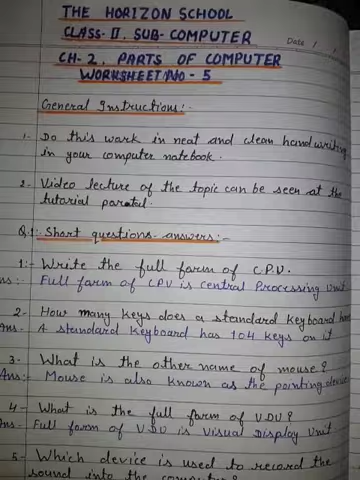 THE HORIZON SCHOOL
CLASS-II. SUB-COMPUTER
Date / /
CH-2. PARTS OF COMPUTER
WORKSHEET NO - 5
General Instructions:-
1. Do this work in neat and clean handwriting
in your computer notebook.
2. Video lecture of the topic can be seen at the
tutorial
Q.1:- Short questions answers:-
1:- Write the full form of C.P.U.
ns:- Full form of CPU is central Processing Unit
2:- How many keys does a standard keyboard
Ans- A standard keyboard has 104 keys on it
3:- What is the other name of mouse?
Ans:- Mouse is also known as the pointing device
4:- What is the full form of VDU?
Ans- Full form of VDU is Visual Display Unit
5:- Which device is used to record the
sound into the computer?